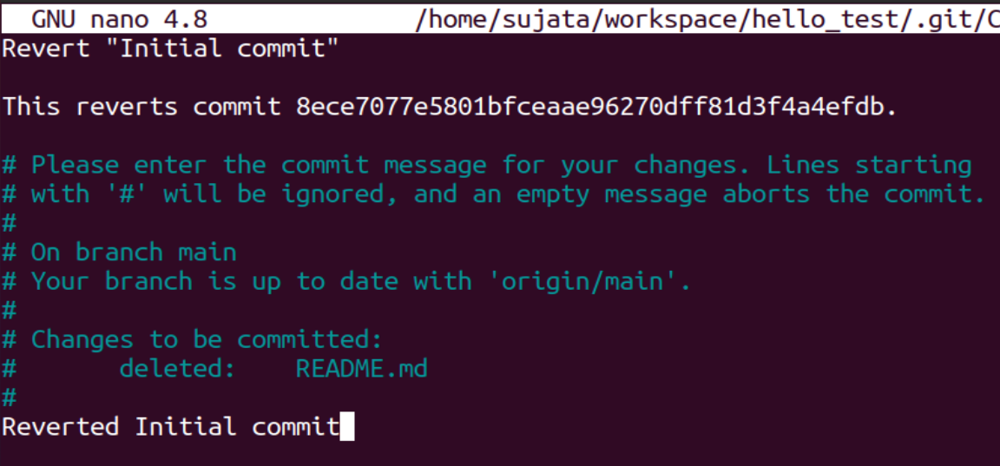 GNU nano 4.8 /home/sujata/workspace/hello_test/.git/C
Revert "Initial commit"
This reverts commit 8ece7077e5801bfceaae96270dff81d3f4a4efdb.
# Please enter the commit message for your changes. Lines starting
# with '#' will be ignored, and an empty message aborts the commit.
#
# On branch main
# Your branch is up to date with 'origin/main'.
#
# Changes to be committed:
#       deleted:    README.md
#
Reverted Initial commit